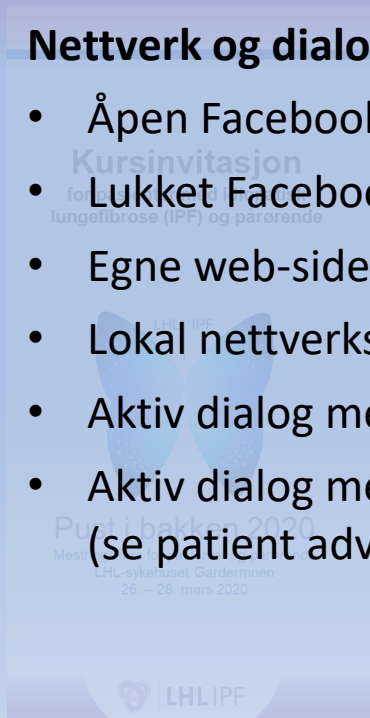 Nettverk og dialo
• Åpen Facebook
Kursinvitasjon
• Lukket Facebo
lungefibrose (IPF) og pårørende
• Egne web-side
LHL IPF
• Lokal nettverks
• Aktiv dialog me
• Aktiv dialog me
Pust i bakken 2020
(se patient adv
LHL-sykehuset Gardermoen
26. – 28. mars 2020
LHL IPF